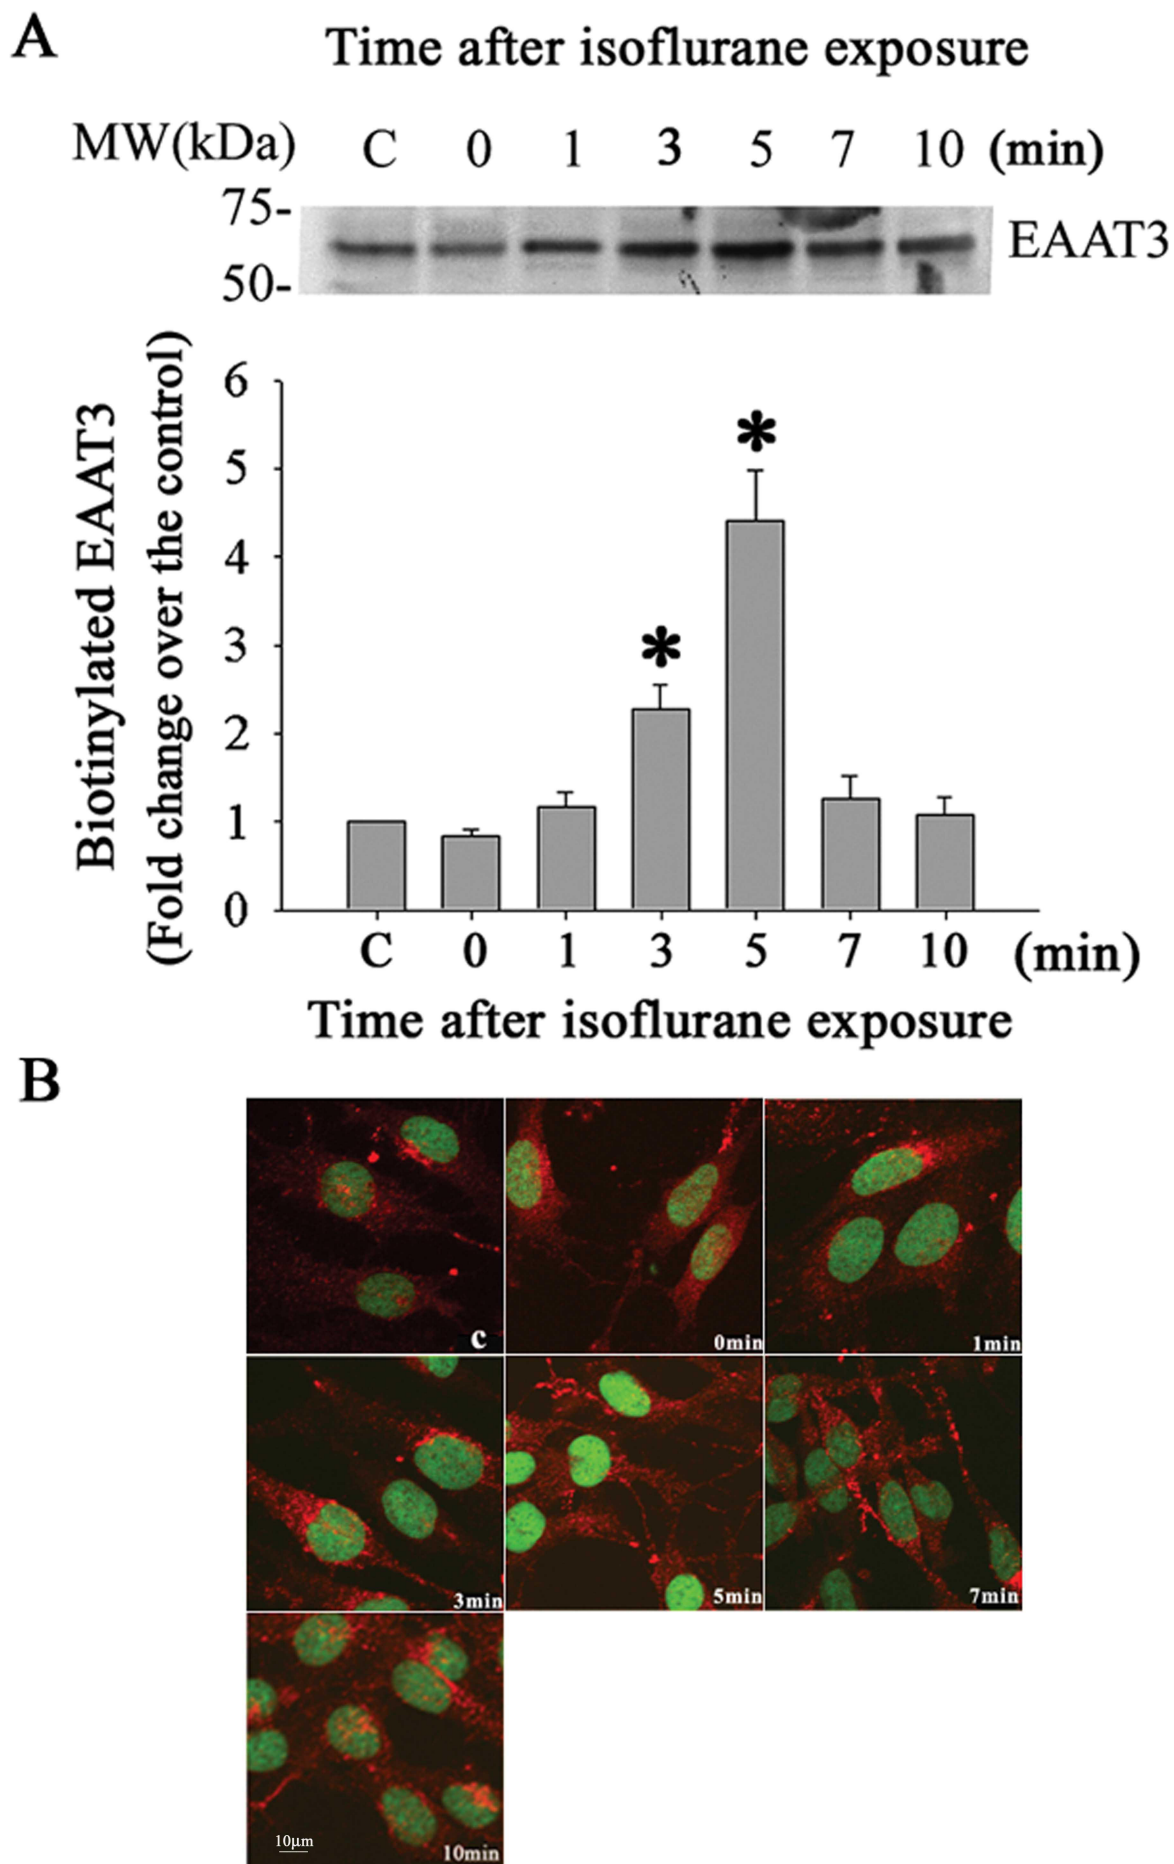 A
Time after isoflurane exposure
MW(kDa) C 0 1 3 5 7 10 (min)
75-
EAAT3
50-
Biotinylated EAAT3
(Fold change over the control)
6
5
4
3
2
1
0
*
*
C 0 1 3 5 7 10 (min)
Time after isoflurane exposure
B
c
0min
1min
3min
5min
7min
10µm
10min